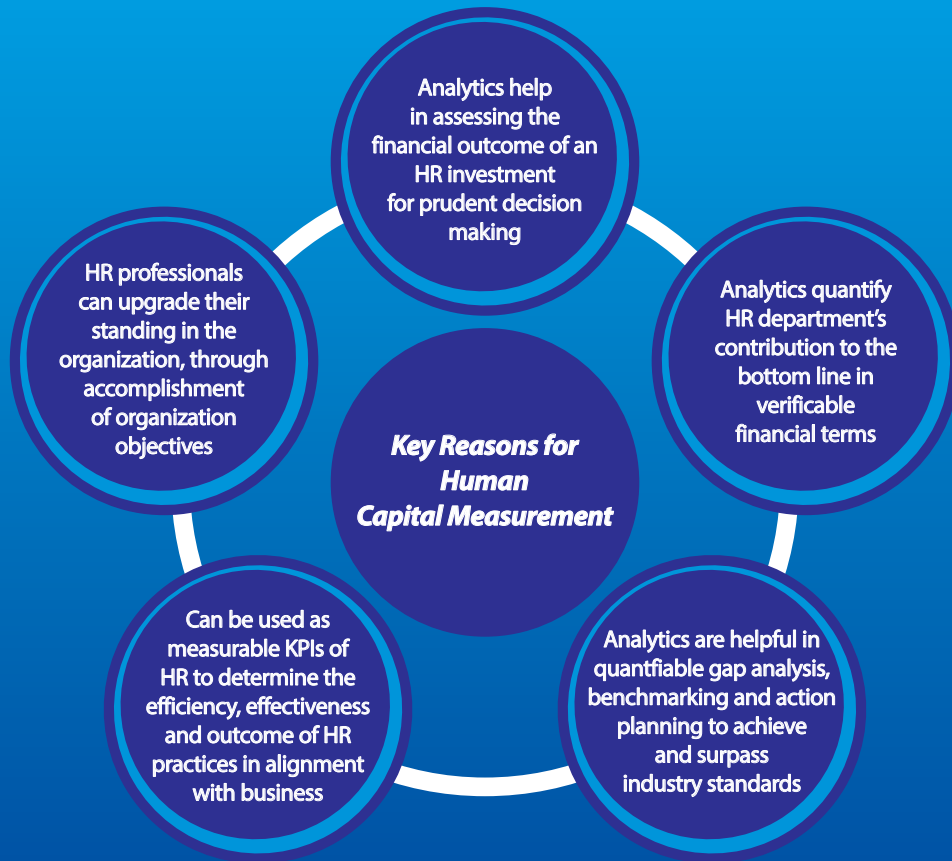 Analytics help
in assessing the
financial outcome of an
HR investment
for prudent decision
making
Analytics quantify
HR department's
contribution to the
bottom line in
verificable
financial terms
Analytics are helpful in
quantfiable gap analysis,
benchmarking and action
planning to achieve
and surpass
industry standards
Can be used as
measurable KPIs of
HR to determine the
efficiency, effectiveness
and outcome of HR
practices in alignment
with business
HR professionals
can upgrade their
standing in the
organization, through
accomplishment
of organization
objectives
Key Reasons for
Human
Capital Measurement